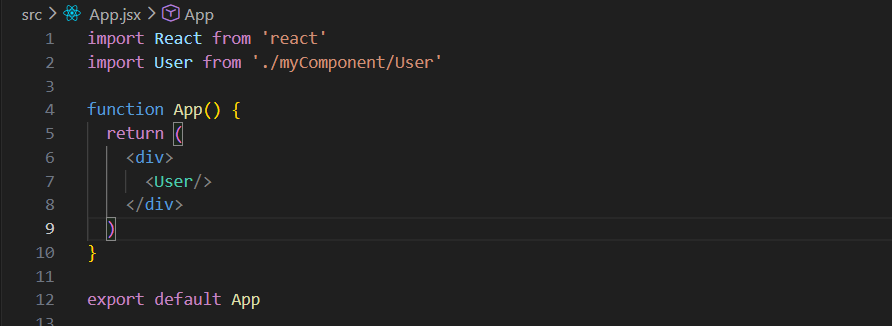 src > App.jsx > App
1 import React from 'react'
2 import User from './myComponent/User'
3
4 function App() {
5 return (
6 <div>
7 <User/>
8 </div>
9 )
10 }
11
12 export default App
13